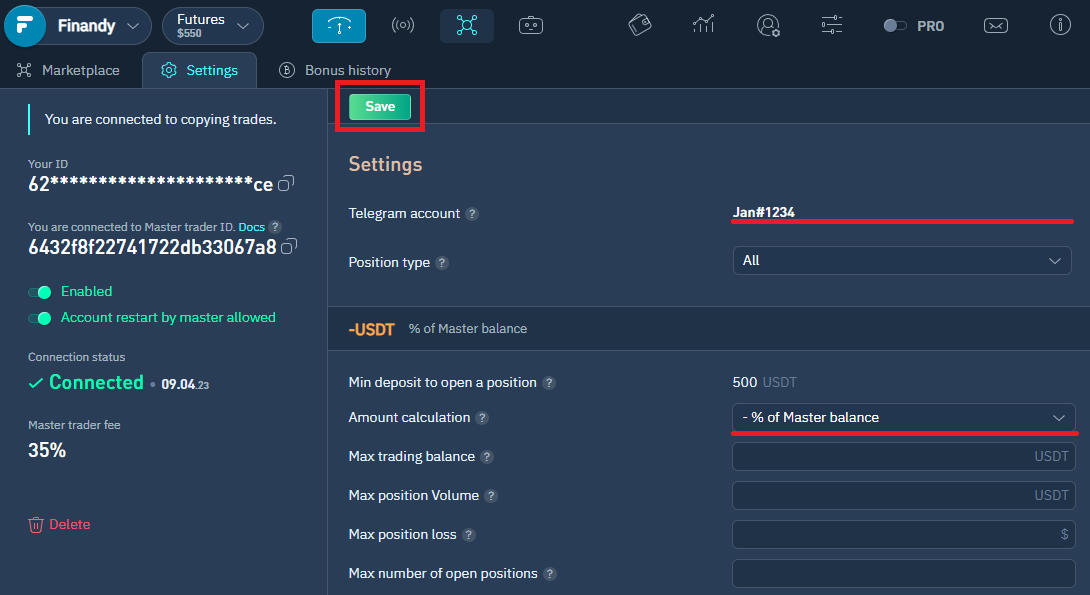 Finandy
Futures
$550
PRO
Marketplace
Settings
Bonus history
You are connected to copying trades.
Your ID
62*********************ce
You are connected to Master trader ID. Docs ?
6432f8f22741722db33067a8
Enabled
Account restart by master allowed
Connection status
Connected • 09.04.23
Master trader fee
35%
Delete
Save
Settings
Telegram account ?
Jan#1234
Position type ?
All
-USDT % of Master balance
Min deposit to open a position ?
500 USDT
Amount calculation ?
- % of Master balance
Max trading balance ?
USDT
Max position Volume ?
USDT
Max position loss ?
$
Max number of open positions ?